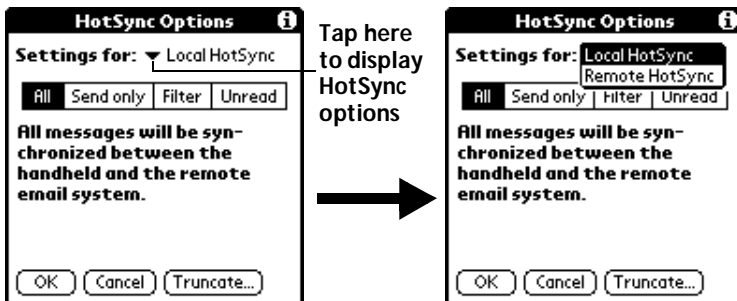 HotSync Options
Settings for: Local HotSync
All Send only Filter Unread
All messages will be syn-
chronized between the
handheld and the remote
email system.
OK Cancel Truncate...
Tap here
to display
HotSync
options
HotSync Options
Settings for: Local HotSync
Remote HotSync
All Send only Filter Unread
All messages will be syn-
chronized between the
handheld and the remote
email system.
OK Cancel Truncate...